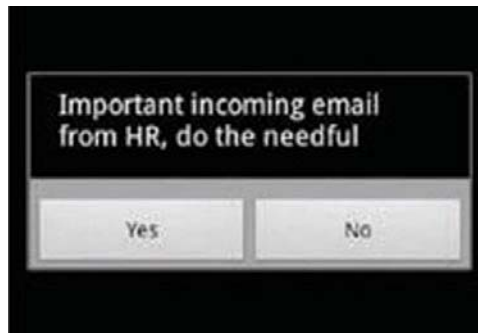 Important incoming email
from HR, do the needful
Yes
No